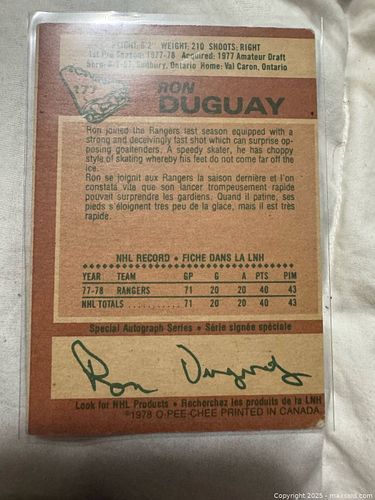 HEIGHT: 6'2" WEIGHT: 210 SHOOTS: RIGHT
1st Pro Season: 1977-78 Acquired: 1977 Amateur Draft
Sudbury, Ontario Home: Val Caron, Ontario
177
RON
DUGUAY
Ron joined the Rangers last season equipped with a
strong and deceivingly fast shot which can surprise op-
posing goaltenders. A speedy skater, he has choppy
style of skating whereby his feet do not come far off the
ice.
Ron se joignit aux Rangers la saison dernière et l'on
constata vite que son lancer trompeusement rapide
pouvait surprendre les gardiens. Quand il patine, ses
pieds s'éloignent très peu de la glace, mais il est très
rapide.
NHL RECORD • FICHE DANS LA LNH
YEAR TEAM GP G A PTS PIM
77-78 RANGERS 71 20 20 40 43
NHL TOTALS 71 20 20 40 43
Special Autograph Series • Série signée spéciale
Ron Duguay
Look for NHL Products • Recherchez les produits de la LNH
©1978 O-PEE-CHEE PRINTED IN CANADA
Copyright 2025 - maxsold.com